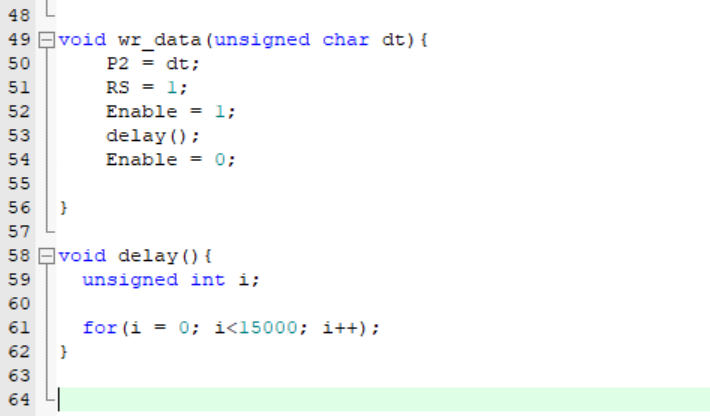 48
49 void wr_data(unsigned char dt){
50 P2 = dt;
51 RS = 1;
52 Enable = 1;
53 delay();
54 Enable = 0;
55
56 }
57
58 void delay(){
59 unsigned int i;
60
61 for(i = 0; i<15000; i++);
62 }
63
64